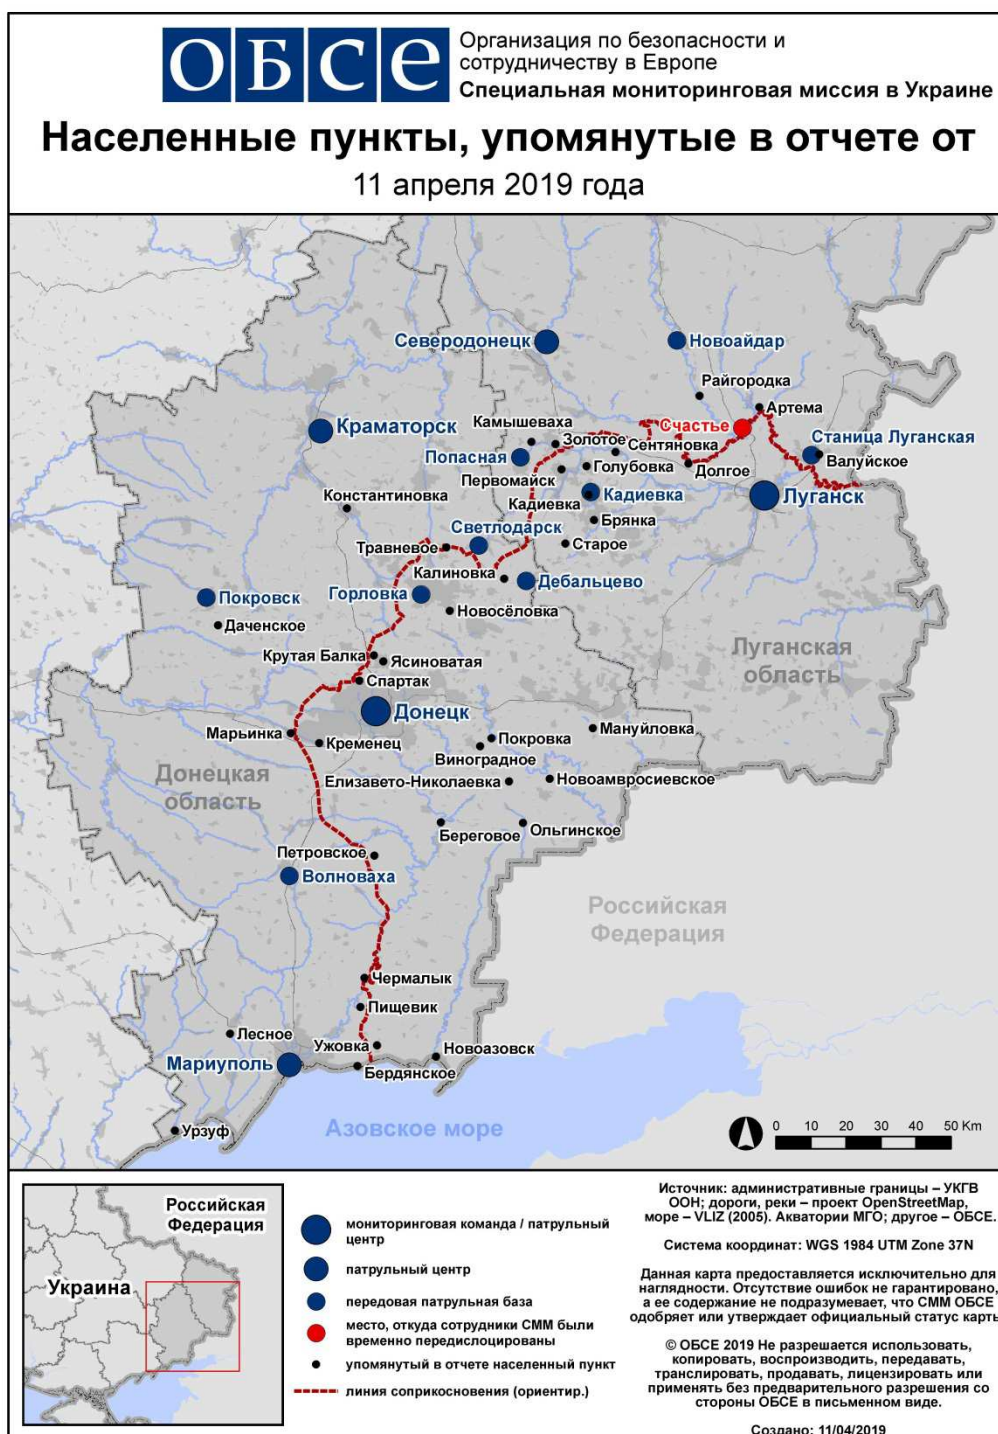 ОБСЕ
Организация по безопасности и
сотрудничеству в Европе
Специальная мониторинговая миссия в Украине
Населенные пункты, упомянутые в отчете от
11 апреля 2019 года
Северодонецк
Новоайдар
Райгородка
Артема
Краматорск
Камышеваха
Счастье
Золотое
Сентяновка
Станица Луганская
Попасная
Голубовка
Долгое
Валуйское
Первомайск
Константиновка
Кадиевка
Кадиевка
Луганск
Светлодарск
Брянка
Травневое
Старое
Калиновка
Дебальцево
Покровск
Горловка
Новосёловка
Даченское
Крутая Балка
Ясиноватая
Луганская
область
Спартак
Донецк
Марьинка
Кременец
Покровка
Мануйловка
Виноградное
Донецкая
область
Елизавето-Николаевка
Новоамвросиевское
Береговое
Ольгинское
Петровское
Волноваха
Российская
Федерация
Чермалык
Пищевик
Лесное
Ужовка
Новоазовск
Мариуполь
Бердянское
Урзуф
Азовское море
0 10 20 30 40 50 Km
Российская
Федерация
Украина
мониторинговая команда / патрульный
центр
патрульный центр
передовая патрульная база
место, откуда сотрудники СММ были
временно передислоцированы
упомянутый в отчете населенный пункт
линия соприкосновения (ориентир.)
Источник: административные границы – УКГВ
ООН; дороги, реки – проект OpenStreetMap,
море – VLIZ (2005). Акватории МГО; другое – ОБСЕ.
Система координат: WGS 1984 UTM Zone 37N
Данная карта предоставляется исключительно для
наглядности. Отсутствие ошибок не гарантировано,
а ее содержание не подразумевает, что СММ ОБСЕ
одобряет или утверждает официальный статус карты
© ОБСЕ 2019 Не разрешается использовать,
копировать, воспроизводить, передавать,
транслировать, продавать, лицензировать или
применять без предварительного разрешения со
стороны ОБСЕ в письменном виде.
Создано: 11/04/2019